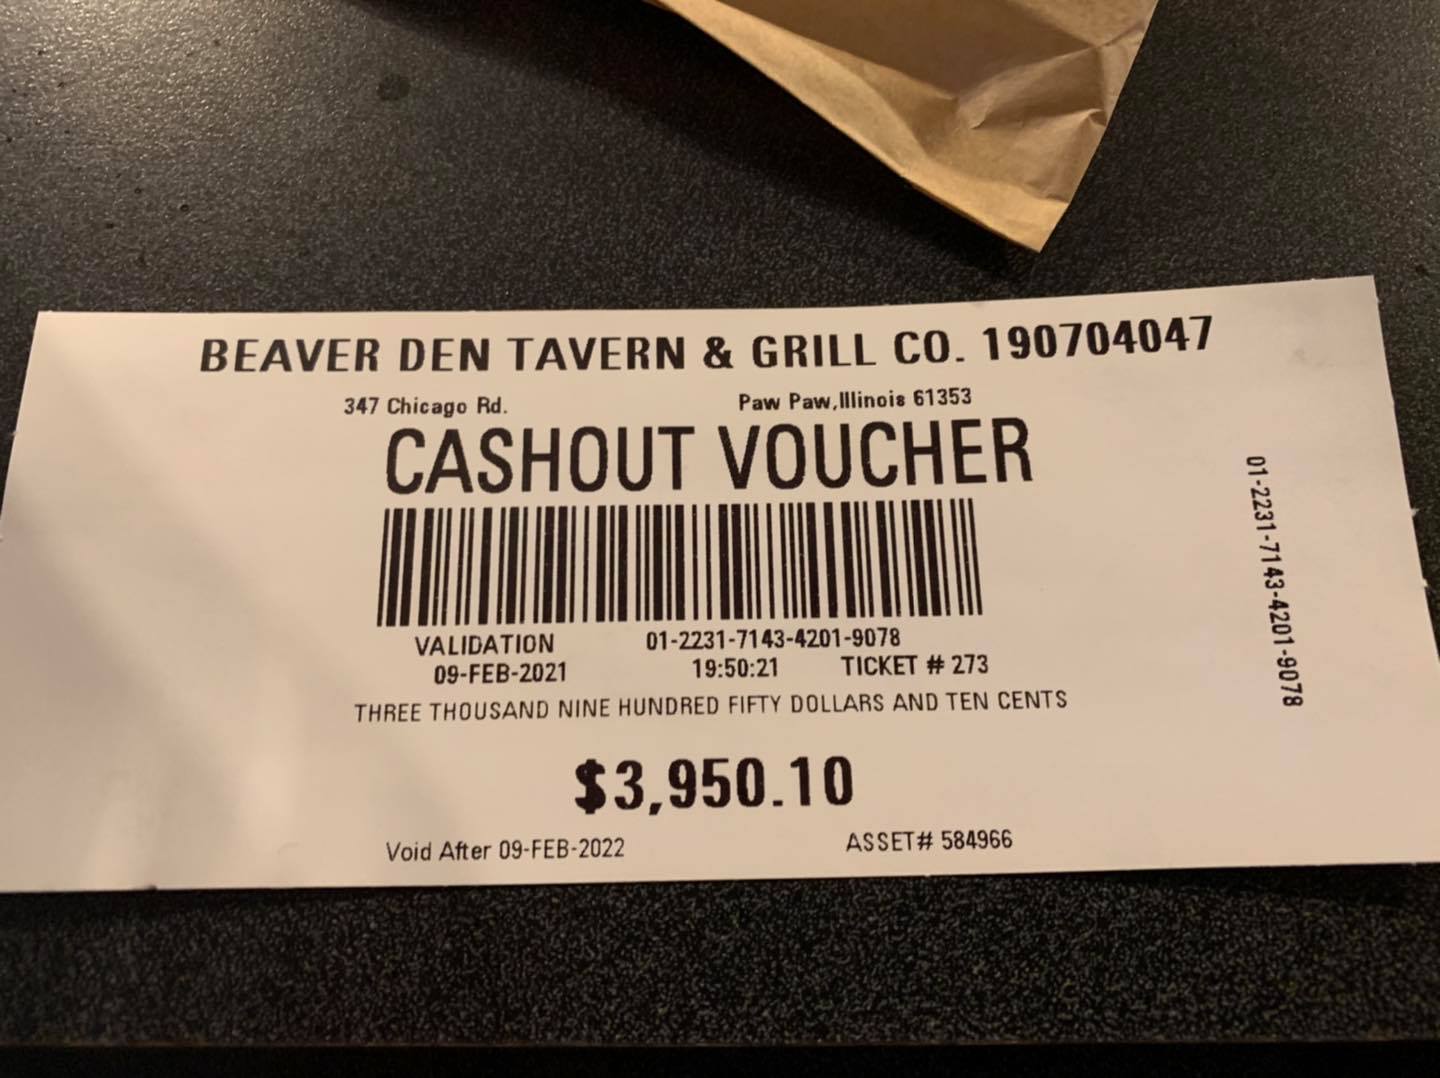 BEAVER DEN TAVERN & GRILL CO. 190704047
347 Chicago Rd. Paw Paw,Illinois 61353
CASHOUT VOUCHER
VALIDATION 01-2231-7143-4201-9078
09-FEB-2021 19:50:21 TICKET # 273
THREE THOUSAND NINE HUNDRED FIFTY DOLLARS AND TEN CENTS
$3,950.10
Void After 09-FEB-2022 ASSET# 584966
01-2231-7143-4201-9078